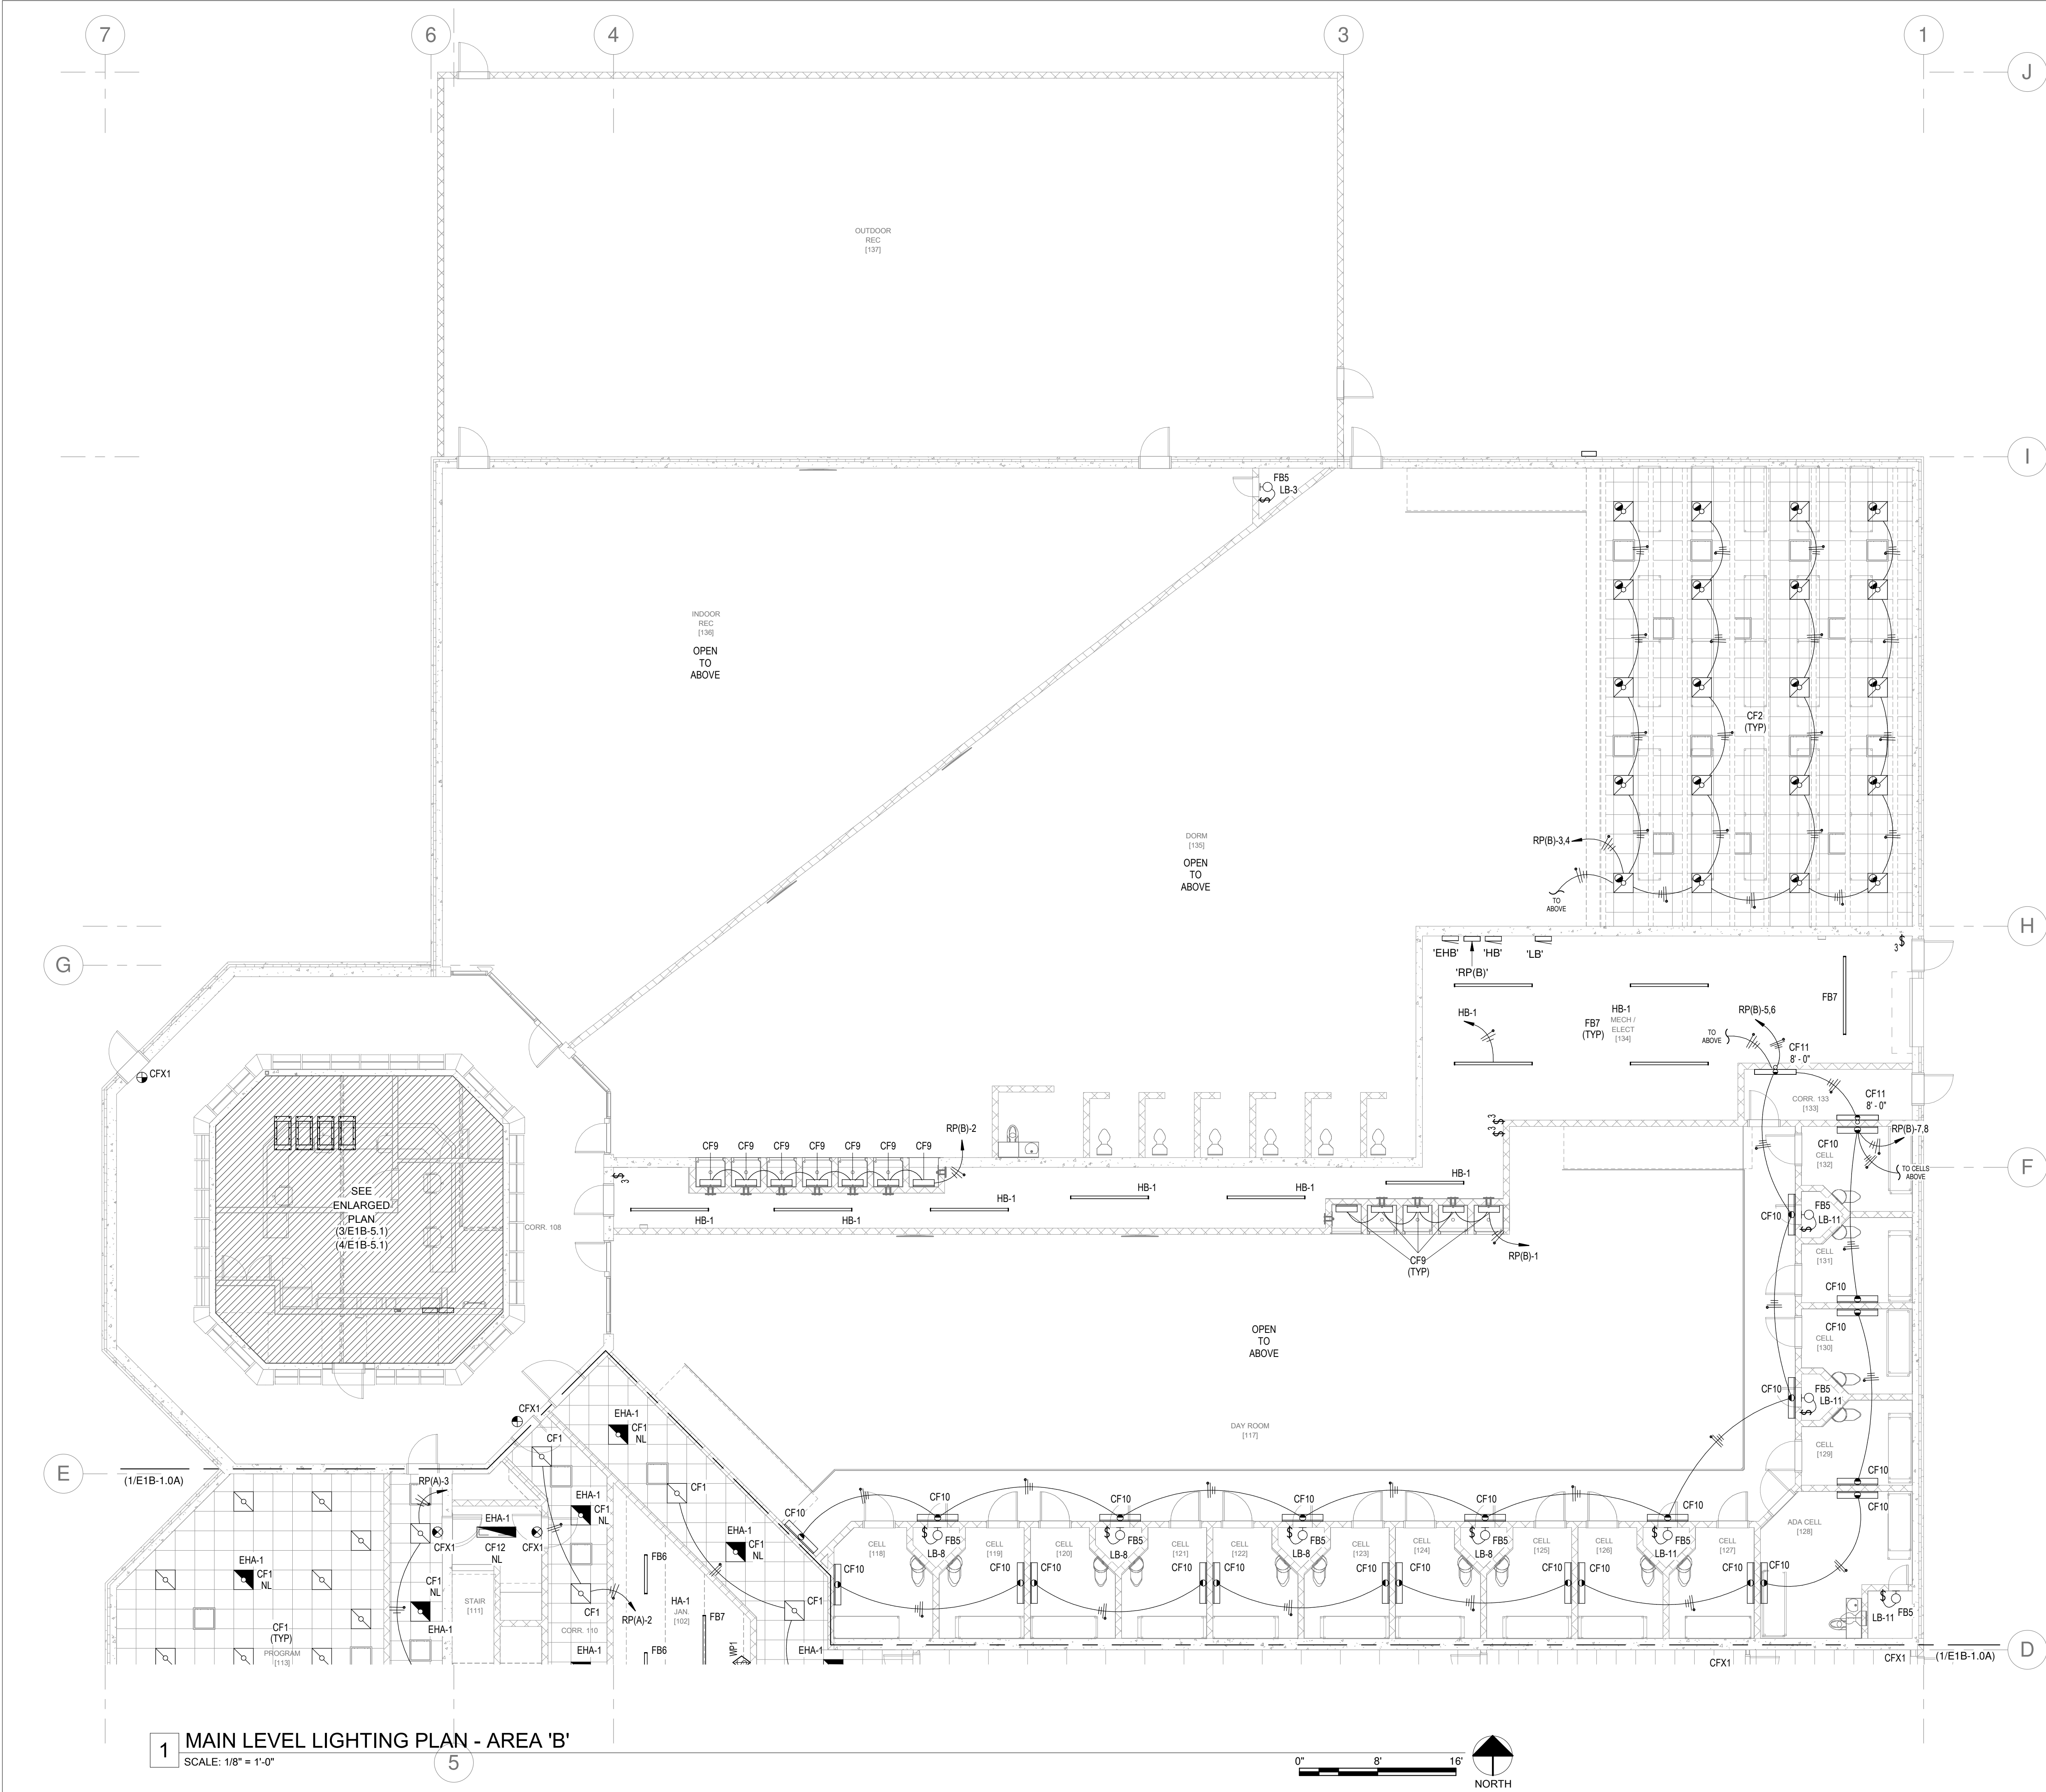 7
6
4
3
1
J
OUTDOOR
REC
[137]
I
FB5
LB-3
INDOOR
REC
[136]
OPEN
TO
ABOVE
CF2
(TYP)
DORM
[135]
OPEN
TO
ABOVE
RP(B)-3,4
TO
ABOVE
H
G
'EHB'
'HB'
'LB'
'RP(B)'
3 $
FB7
HB-1
HB-1
MECH /
ELECT
[134]
FB7
(TYP)
RP(B)-5,6
TO
ABOVE
CF11
8' - 0"
CFX1
CORR. 133
[133]
CF11
8' - 0"
RP(B)-7,8
RP(B)-2
CF9
CF9
CF9
CF9
CF9
CF9
CF9
3 $
$ 3
$ 3
CF10
CELL
[132]
TO CELLS
ABOVE
F
SEE
ENLARGED
PLAN
(3/E1B-5.1)
(4/E1B-5.1)
CORR. 108
HB-1
HB-1
HB-1
HB-1
HB-1
HB-1
CF9
(TYP)
RP(B)-1
CF10
FB5
LB-11
$
CELL
[131]
CF10
CF10
CELL
[130]
OPEN
TO
ABOVE
CF10
FB5
LB-11
$
DAY ROOM
[117]
CELL
[129]
CFX1
EHA-1
CF1
NL
CF1
E
(1/E1B-1.0A)
RP(A)-3
CF1
CF10
CF10
CF10
CF10
CF10
CF10
CF10
CF10
EHA-1
CF1
NL
EHA-1
CFX1
CF12
NL
CFX1
EHA-1
CF1
NL
ADA CELL
[128]
CELL
[118]
$
FB5
LB-8
CELL
[119]
CELL
[120]
$
FB5
LB-8
CELL
[121]
CELL
[122]
$
FB5
LB-8
CELL
[123]
CELL
[124]
$
FB5
LB-8
CELL
[125]
CELL
[126]
$
FB5
LB-11
CELL
[127]
EHA-1
CF1
NL
FB6
CF10
CF10
CF10
CF10
CF10
CF10
CF10
CF10
CF10
CF10
CF10
CF1
NL
EHA-1
STAIR
[111]
CF1
RP(A)-2
HA-1
JAN.
[102]
FB7
CF1
$
FB5
LB-11
CF1
(TYP)
PROGRAM
[113]
CORR. 110
EHA-1
FB6
WP1
EHA-1
CFX1
CFX1
(1/E1B-1.0A)
D
1
MAIN LEVEL LIGHTING PLAN - AREA 'B'
SCALE: 1/8" = 1'-0"
5
0"
8'
16'
NORTH